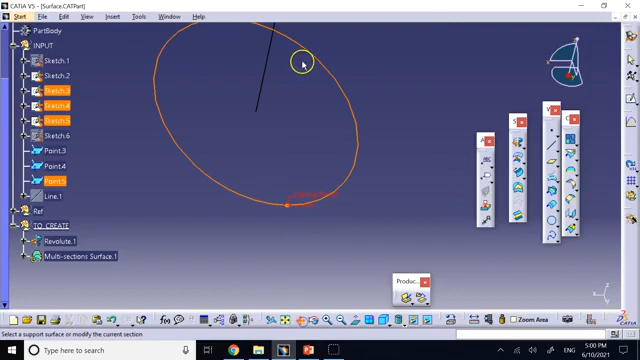 CATIA V5 - [Surface.CATPart]
Start File Edit View Insert Tools Window Help
PartBody
INPUT
Sketch.1
Sketch.2
Sketch.3
Sketch.4
Sketch.5
Sketch.6
Point.3
Point.4
Point.5
Line.1
Ref
TO_CREATE
Revolute.1
Multi-sections Surface.1
A
S
W
C
Produc...
f(x)
CATIA
Select a support surface or modify the current section
Type here to search
5:00 PM
6/10/2021